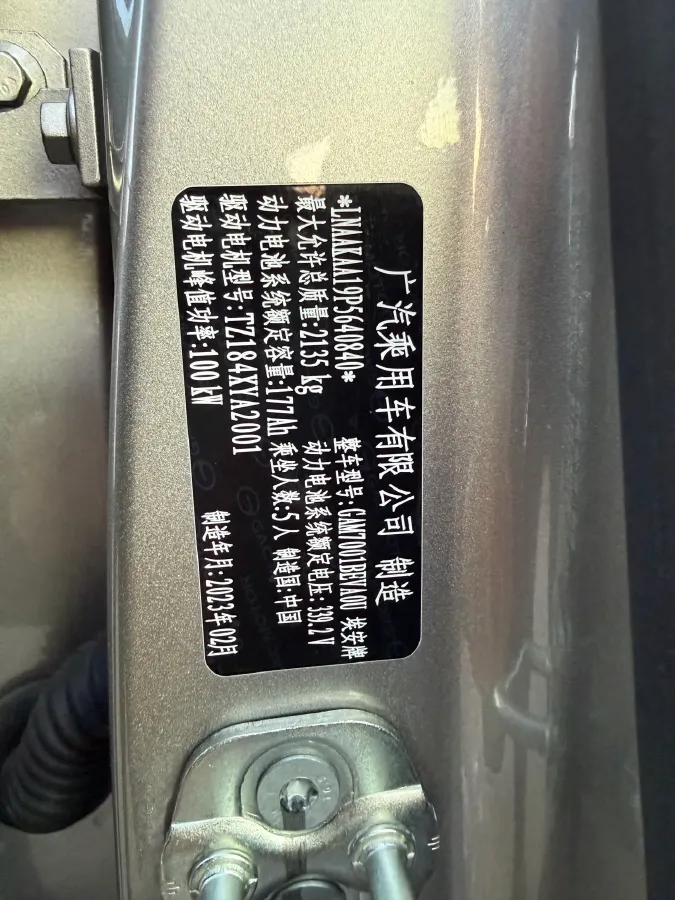 广汽乘用车有限公司 制造
*LNAAKAA19P5640840* 整车型号:GAM7001BEVA0U 埃安牌
最大允许总质量:2135 kg 动力电池系统额定电压:339.2 V
动力电池系统额定容量:177Ah 乘坐人数:5人 制造国:中国
驱动电机型号:TZ184XYA2001
驱动电机峰值功率:100 kW 制造年月:2023年02月